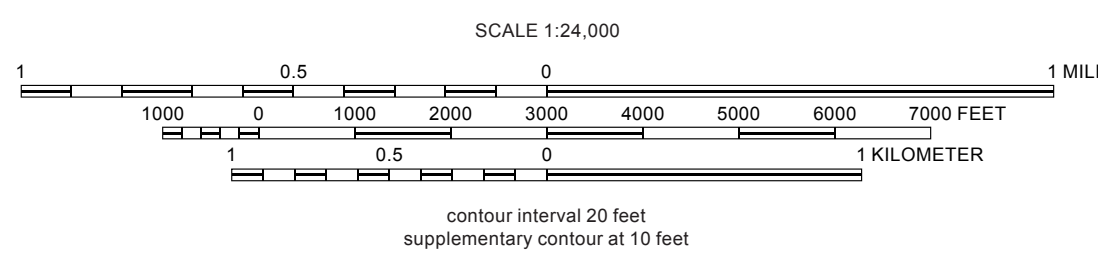 SCALE 1:24,000
1 0.5 0 1 MIL
1000 0 1000 2000 3000 4000 5000 6000 7000 FEET
1 0.5 0 1 KILOMETER
contour interval 20 feet
supplementary contour at 10 feet